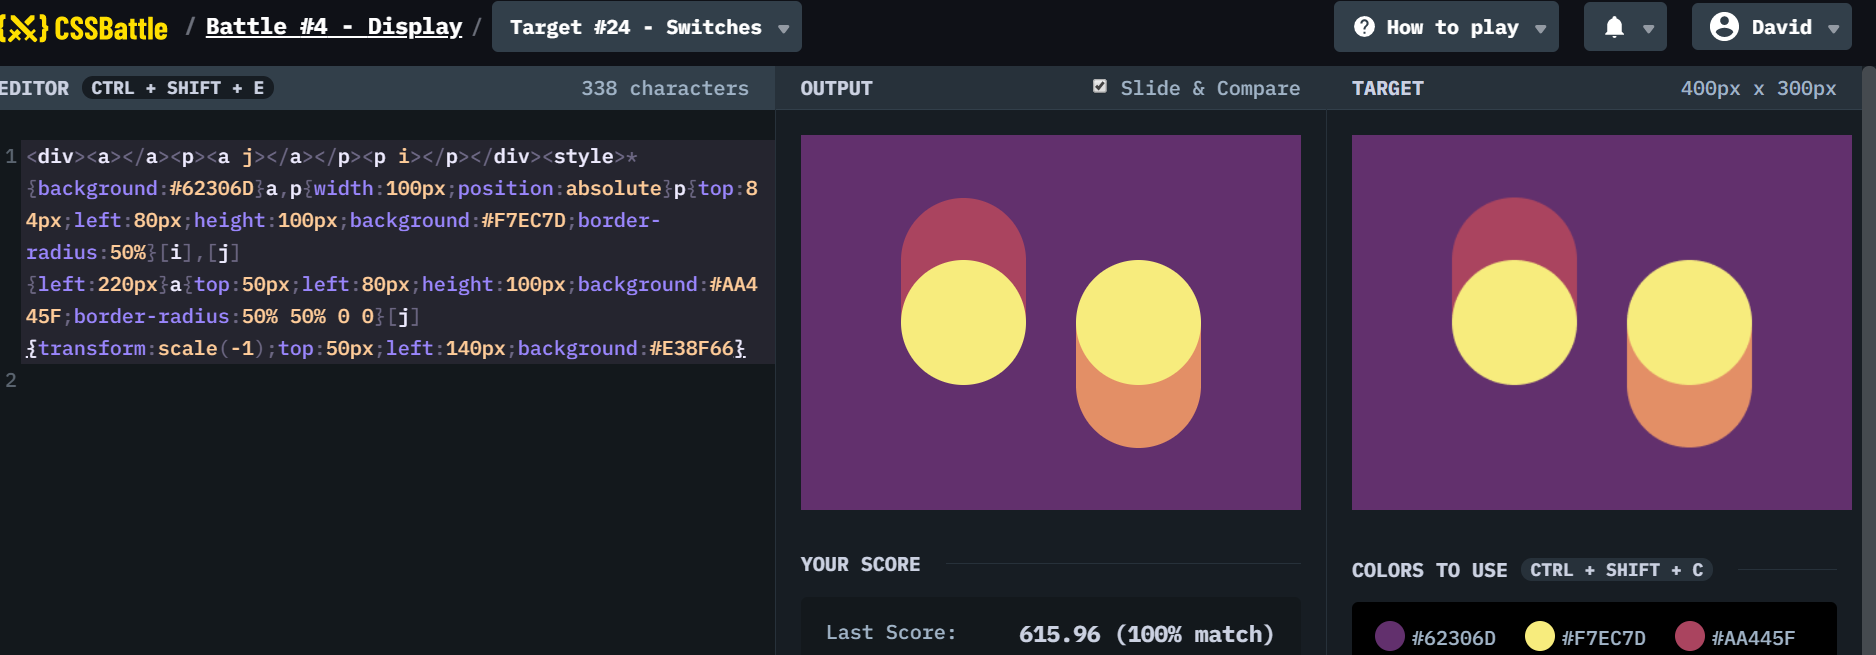 CSSBattle / Battle #4 - Display / Target #24 - Switches How to play David
EDITOR CTRL + SHIFT + E 338 characters OUTPUT Slide & Compare TARGET 400px x 300px
1 <div><a></a><p><a j></a></p><p i></p></div><style>*
{background:#62306D}a,p{width:100px;position:absolute}p{top:8
4px;left:80px;height:100px;background:#F7EC7D;border-
radius:50%}[i],[j]
{left:220px}a{top:50px;left:80px;height:100px;background:#AA4
45F;border-radius:50% 50% 0 0}[j]
{transform:scale(-1);top:50px;left:140px;background:#E38F66}
2
YOUR SCORE
COLORS TO USE CTRL + SHIFT + C
Last Score: 615.96 (100% match)
#62306D #F7EC7D #AA445F